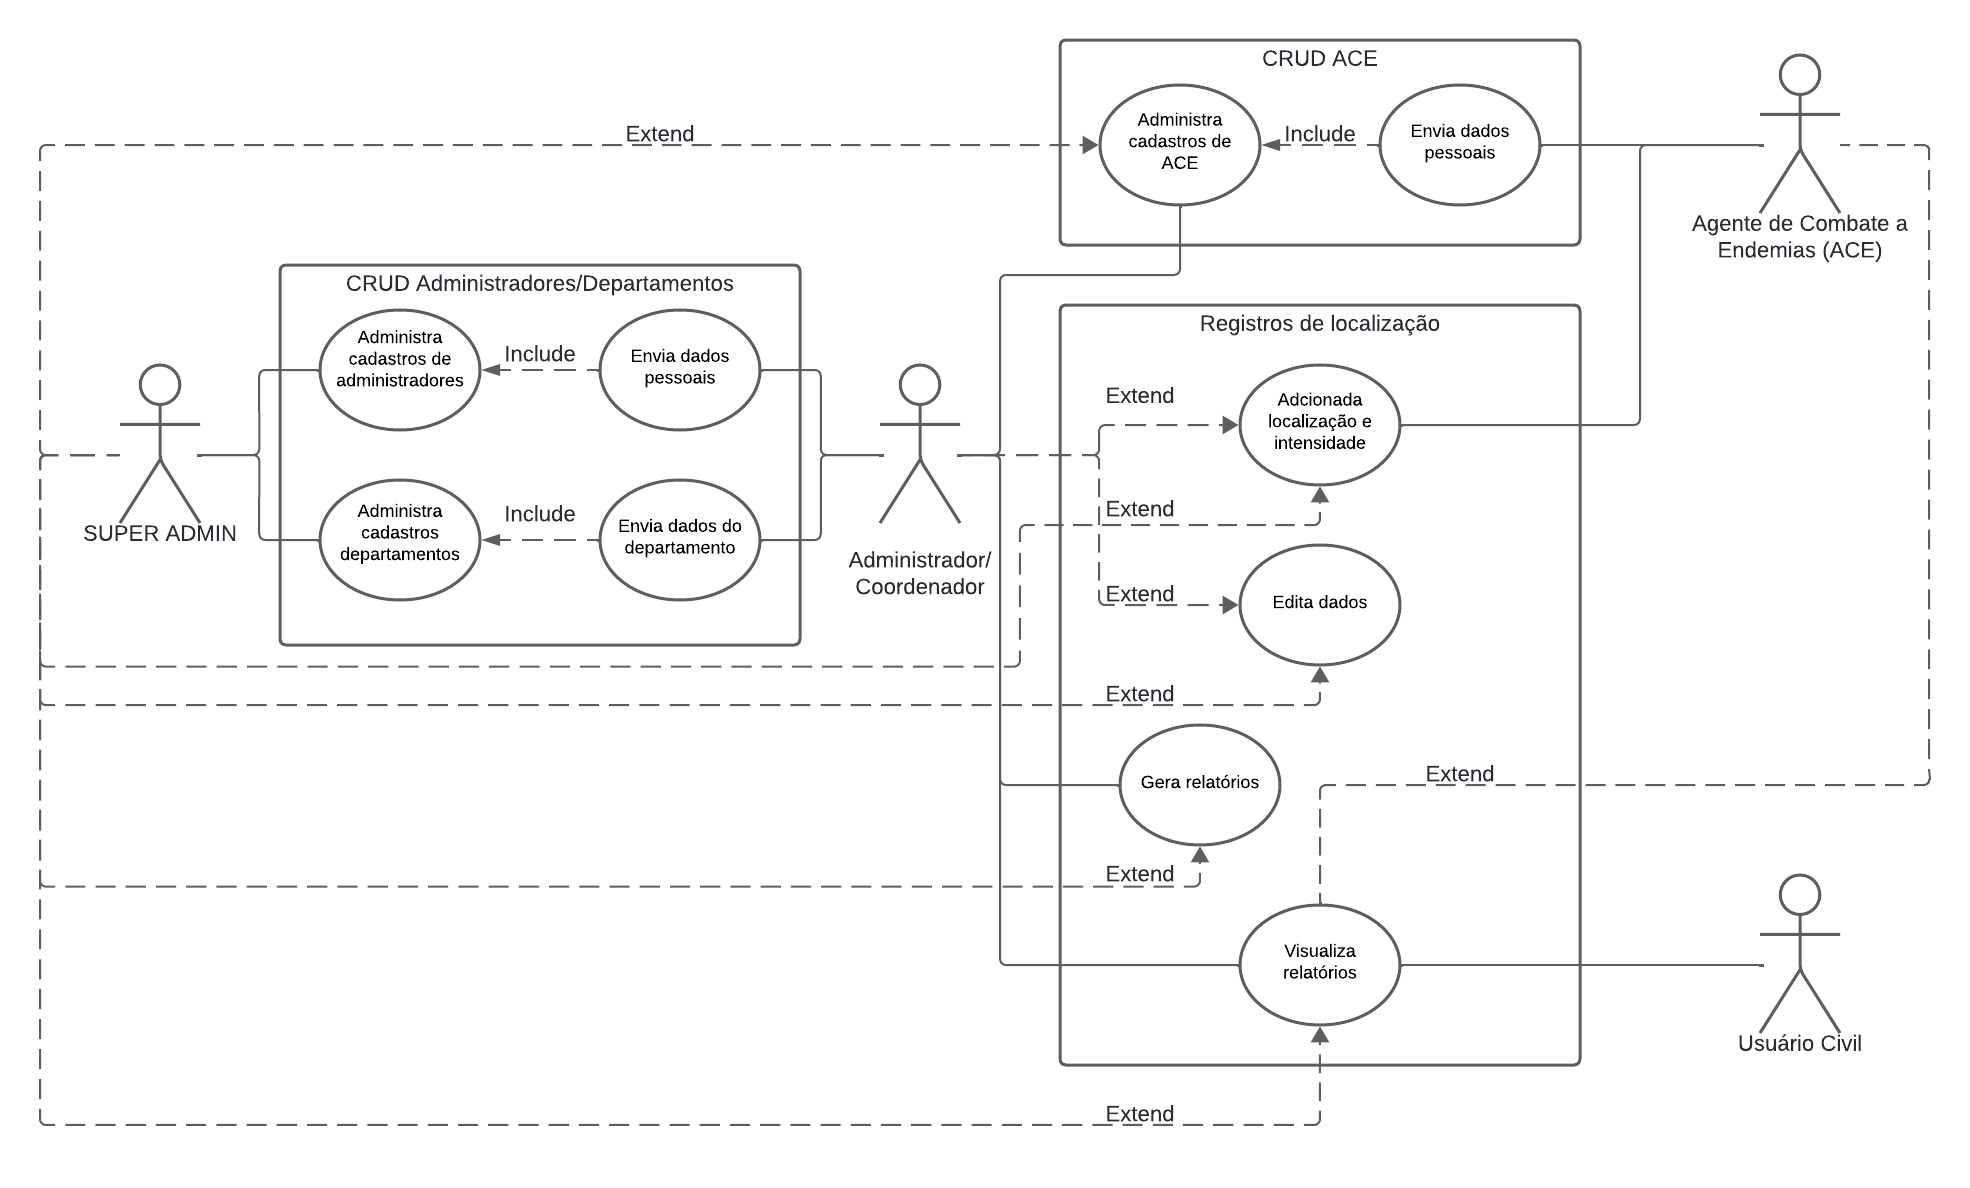 CRUD ACE
Administra
cadastros de
ACE
Include
Envia dados
pessoais
Agente de Combate a
Endemias (ACE)
Extend
CRUD Administradores/Departamentos
Administra
cadastros de
administradores
Include
Envia dados
pessoais
Administra
cadastros
departamentos
Include
Envia dados do
departamento
SUPER ADMIN
Administrador/
Coordenador
Registros de localização
Extend
Adcionada
localização e
intensidade
Extend
Extend
Edita dados
Extend
Gera relatórios
Extend
Extend
Visualiza
relatórios
Usuário Civil
Extend